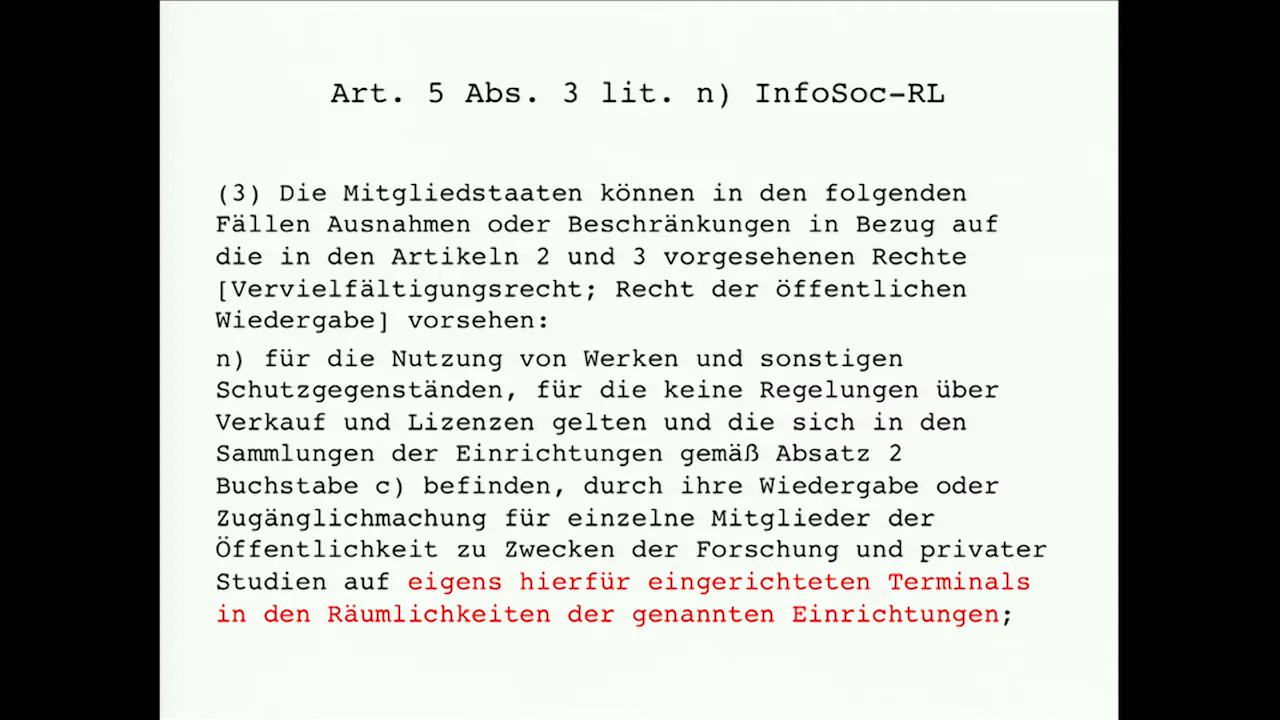 Art. 5 Abs. 3 lit. n) InfoSoc-RL
(3) Die Mitgliedstaaten können in den folgenden
Fällen Ausnahmen oder Beschränkungen in Bezug auf
die in den Artikeln 2 und 3 vorgesehenen Rechte
[Vervielfältigungsrecht; Recht der öffentlichen
Wiedergabe] vorsehen:
n) für die Nutzung von Werken und sonstigen
Schutzgegenständen, für die keine Regelungen über
Verkauf und Lizenzen gelten und die sich in den
Sammlungen der Einrichtungen gemäß Absatz 2
Buchstabe c) befinden, durch ihre Wiedergabe oder
Zugänglichmachung für einzelne Mitglieder der
Öffentlichkeit zu Zwecken der Forschung und privater
Studien auf eigens hierfür eingerichteten Terminals
in den Räumlichkeiten der genannten Einrichtungen;